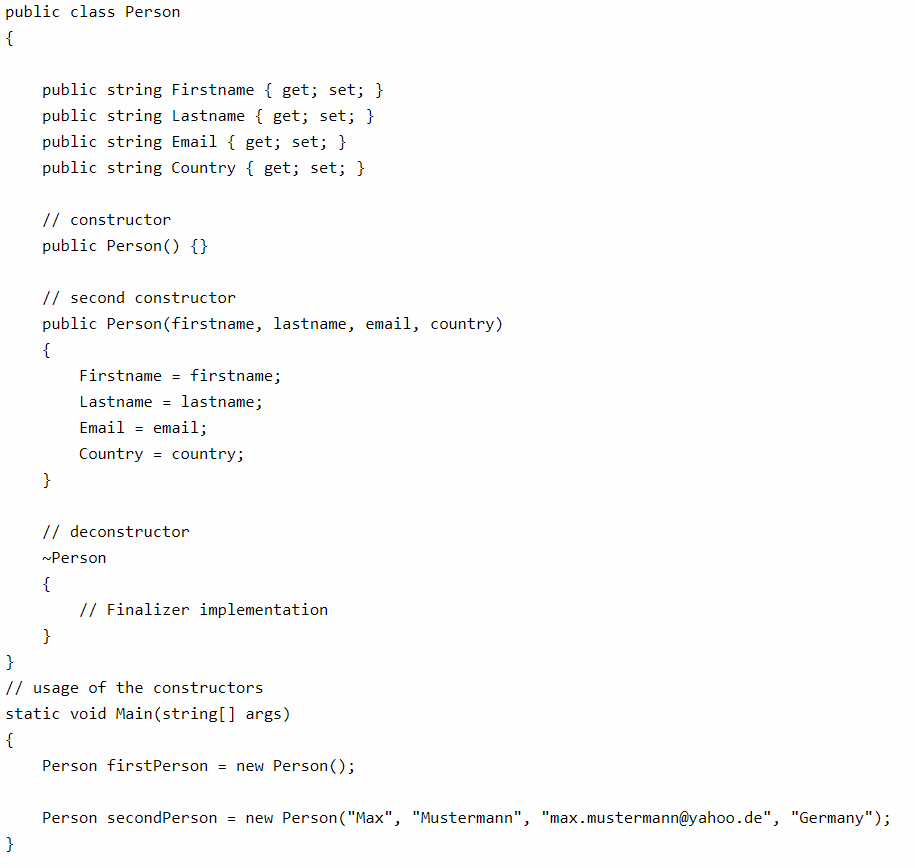 public class Person
{
    public string Firstname { get; set; }
    public string Lastname { get; set; }
    public string Email { get; set; }
    public string Country { get; set; }
    // constructor
    public Person() {}
    // second constructor
    public Person(firstname, lastname, email, country)
    {
        Firstname = firstname;
        Lastname = lastname;
        Email = email;
        Country = country;
    }
    // deconstructor
    ~Person
    {
        // Finalizer implementation
    }
}
// usage of the constructors
static void Main(string[] args)
{
    Person firstPerson = new Person();
    Person secondPerson = new Person("Max", "Mustermann", "max.mustermann@yahoo.de", "Germany");
}